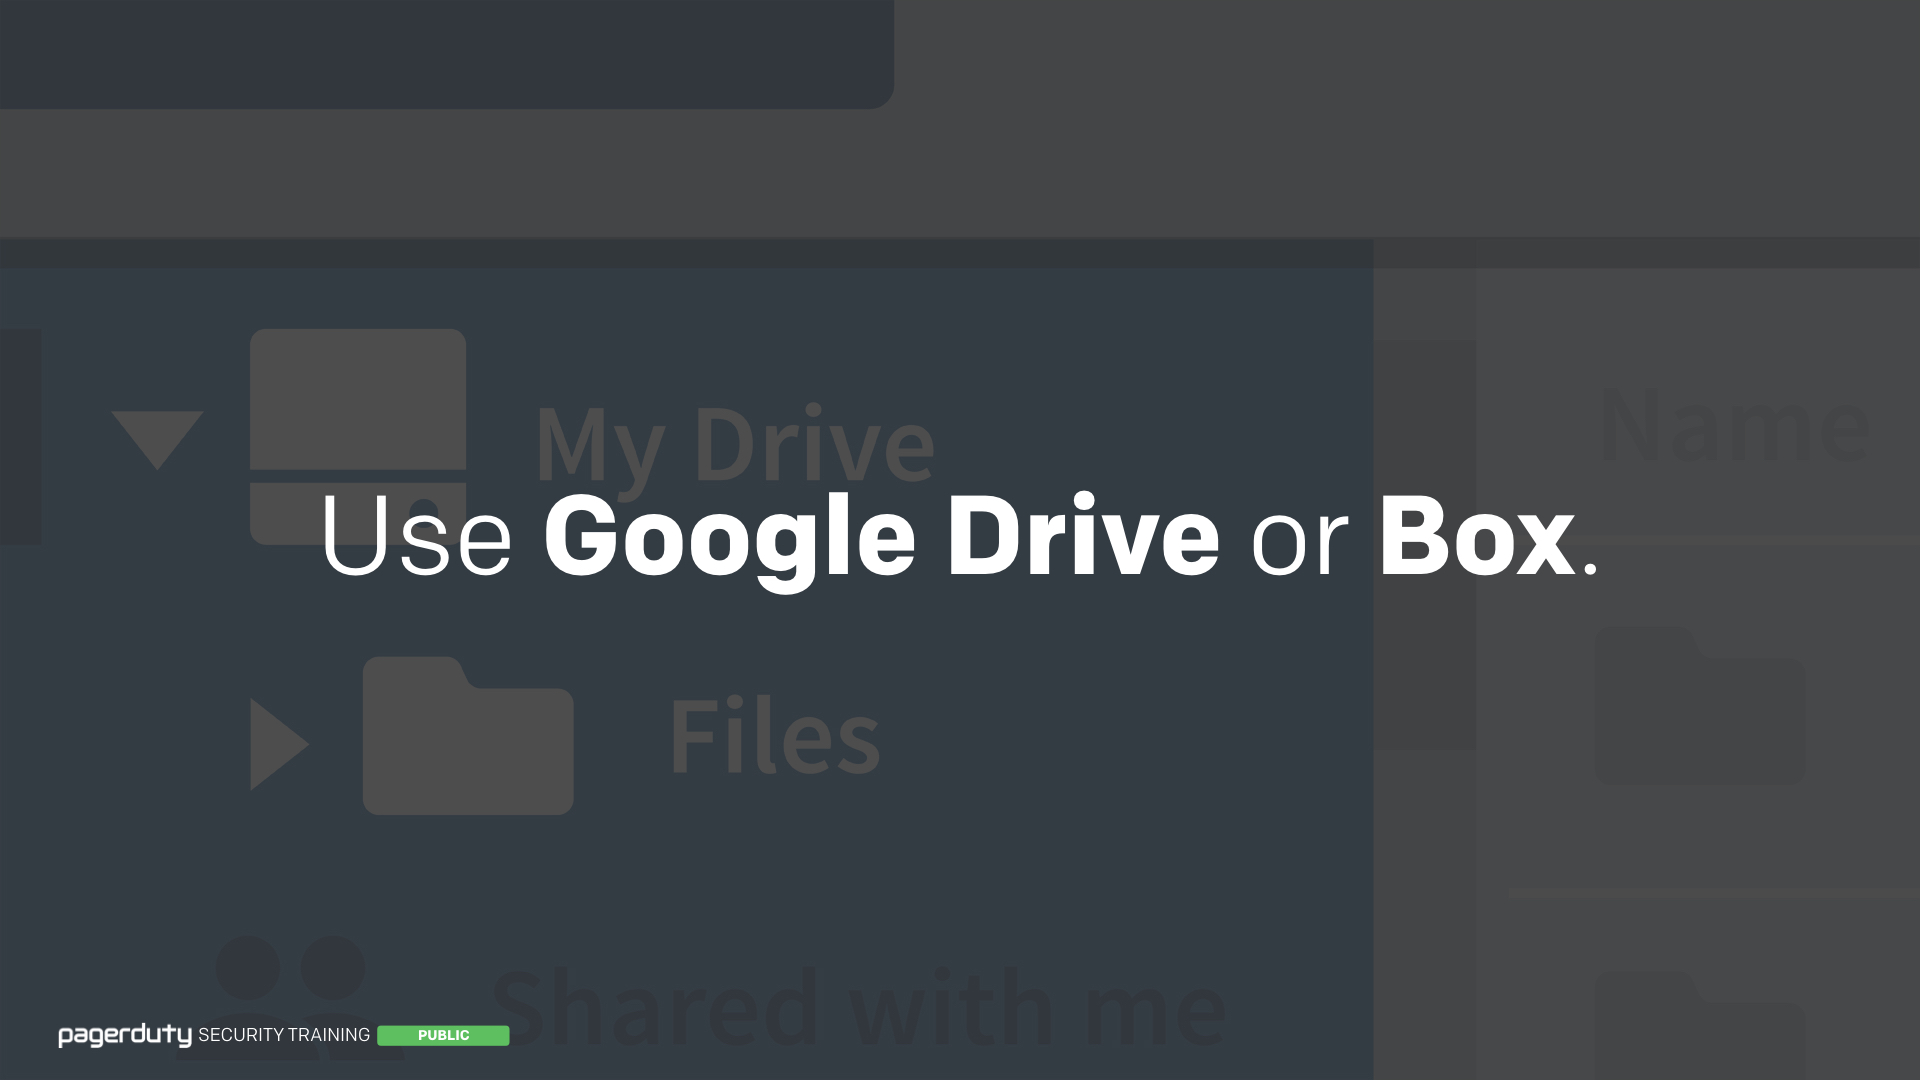 My Drive
Name
Use Google Drive or Box.
Files
Shared with me
pagerduty SECURITY TRAINING PUBLIC